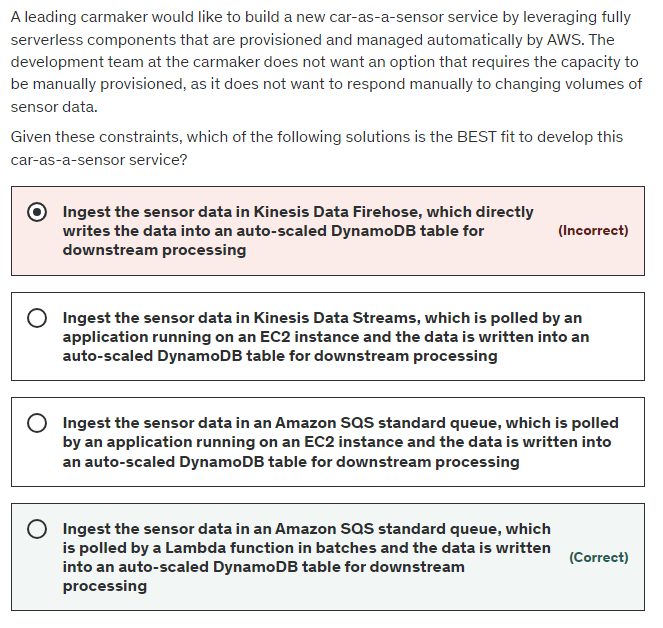 A leading carmaker would like to build a new car-as-a-sensor service by leveraging fully
serverless components that are provisioned and managed automatically by AWS. The
development team at the carmaker does not want an option that requires the capacity to
be manually provisioned, as it does not want to respond manually to changing volumes of
sensor data.
Given these constraints, which of the following solutions is the BEST fit to develop this
car-as-a-sensor service?
Ingest the sensor data in Kinesis Data Firehose, which directly
writes the data into an auto-scaled DynamoDB table for
downstream processing
(Incorrect)
Ingest the sensor data in Kinesis Data Streams, which is polled by an
application running on an EC2 instance and the data is written into an
auto-scaled DynamoDB table for downstream processing
Ingest the sensor data in an Amazon SQS standard queue, which is polled
by an application running on an EC2 instance and the data is written into
an auto-scaled DynamoDB table for downstream processing
Ingest the sensor data in an Amazon SQS standard queue, which
is polled by a Lambda function in batches and the data is written
into an auto-scaled DynamoDB table for downstream
processing
(Correct)